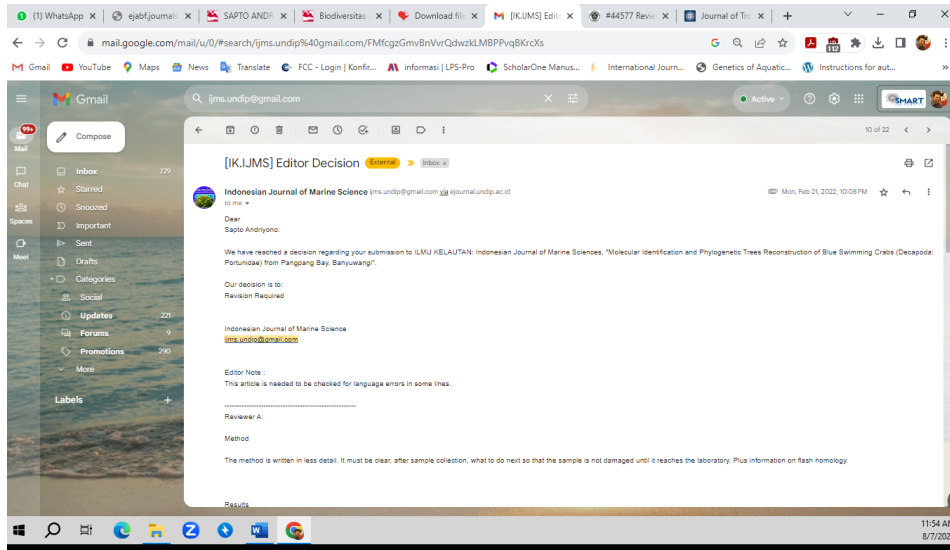 (1) WhatsApp
ejabf.journals
SAPTO ANDR
Biodiversitas
Download file
[IK.IJMS] Edit
#44577 Revie
Journal of Tro
mail.google.com/mail/u/0/#search/ijms.undip%40gmail.com/FMfcgzGmvBnVvrQdwzkLMBPPvqBKrcXs
112
Gmail
YouTube
Maps
News
Translate
FCC - Login | Konfir...
informasi | LPS-Pro
ScholarOne Manus...
International Journ...
Genetics of Aquatic...
Instructions for aut...
Gmail
ijms.undip@gmail.com
Active
SMART
99+
Mail
Chat
Spaces
Meet
Compose
Inbox 729
Starred
Snoozed
Important
Sent
Drafts
Categories
Social
Updates 221
Forums 9
Promotions 290
More
Labels
10 of 22
[IK.IJMS] Editor Decision External Inbox x
Indonesian Journal of Marine Science ijms.undip@gmail.com via ejournal.undip.ac.id
Mon, Feb 21, 2022, 10:08 PM
to me
Dear
Sapto Andriyono:
We have reached a decision regarding your submission to ILMU KELAUTAN: Indonesian Journal of Marine Sciences, "Molecular Identification and Phylogenetic Trees Reconstruction of Blue Swimming Crabs (Decapoda:
Portunidae) from Pangpang Bay, Banyuwangi".
Our decision is to:
Revision Required
Indonesian Journal of Marine Science
ijms.undip@gmail.com
Editor Note :
This article is needed to be checked for language errors in some lines.
------------------------------------------------------
Reviewer A:
Method
The method is written in less detail. It must be clear, after sample collection, what to do next so that the sample is not damaged until it reaches the laboratory. Plus information on flash homology.
Results
11:54 AM
8/7/202